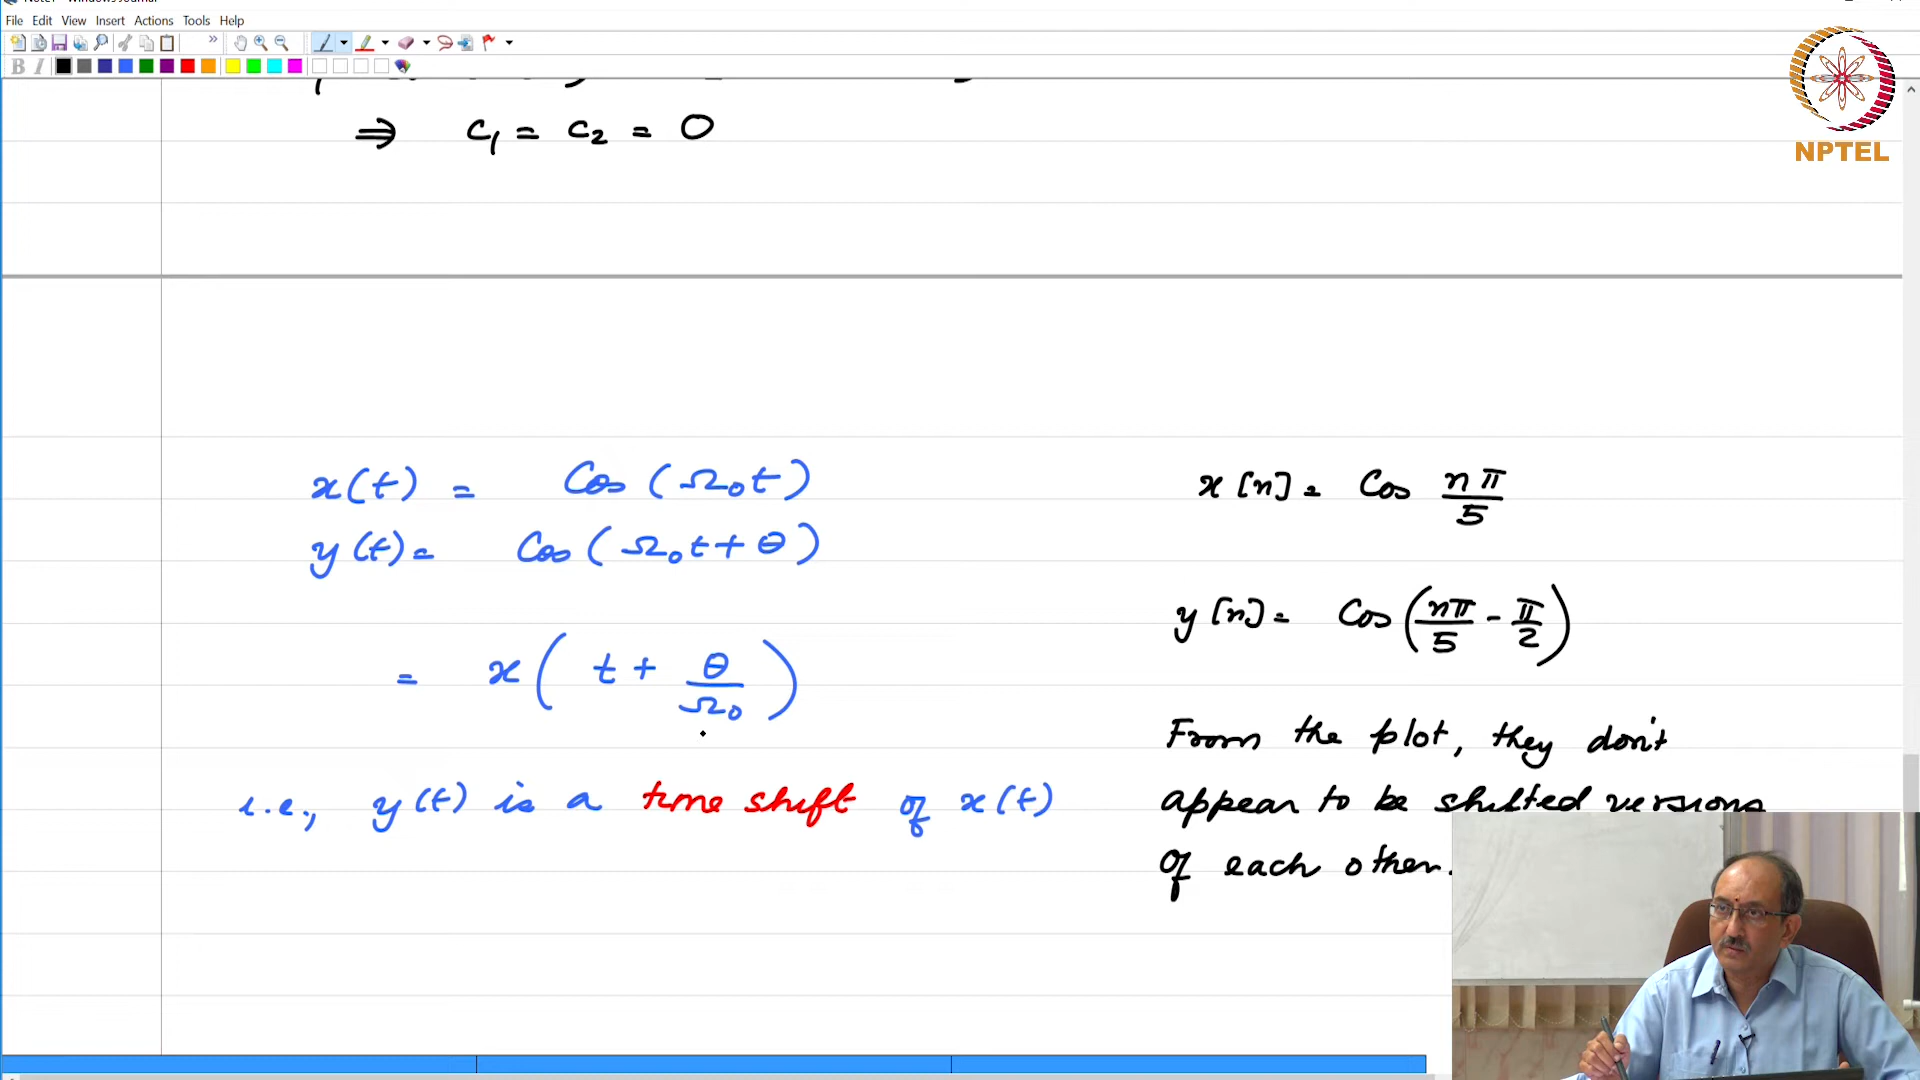 File Edit View Insert Actions Tools Help
B I
NPTEL
⇒ c₁ = c₂ = 0
x(t) = Cos (Ω₀t)
y(t) = Cos (Ω₀t + θ)
= x( t + θ/Ω₀ )
i.e., y(t) is a time shift of x(t)
x[n] = Cos nπ/5
y[n] = Cos (nπ/5 - π/2)
From the plot, they don't
appear to be shifted versions
of each other.